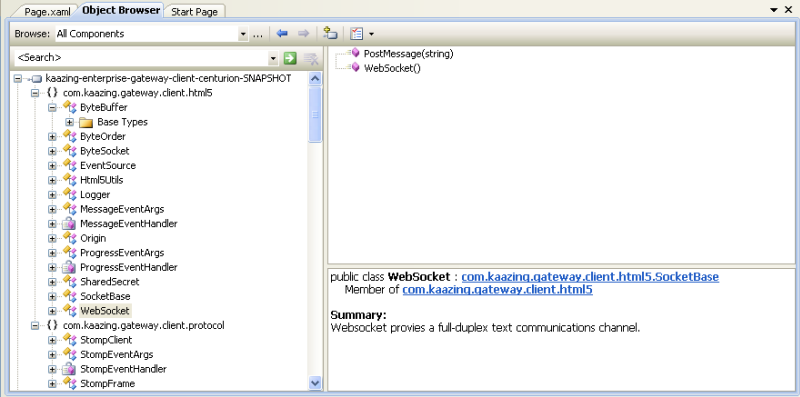 Page.xaml Object Browser Start Page
Browse: All Components ...
<Search>
kaazing-enterprise-gateway-client-centurion-SNAPSHOT
com.kaazing.gateway.client.html5
ByteBuffer
Base Types
ByteOrder
ByteSocket
EventSource
Html5Utils
Logger
MessageEventArgs
MessageEventHandler
Origin
ProgressEventArgs
ProgressEventHandler
SharedSecret
SocketBase
WebSocket
com.kaazing.gateway.client.protocol
StompClient
StompEventArgs
StompEventHandler
StompFrame
PostMessage(string)
WebSocket()
public class WebSocket : com.kaazing.gateway.client.html5.SocketBase
Member of com.kaazing.gateway.client.html5
Summary:
Websocket provies a full-duplex text communications channel.